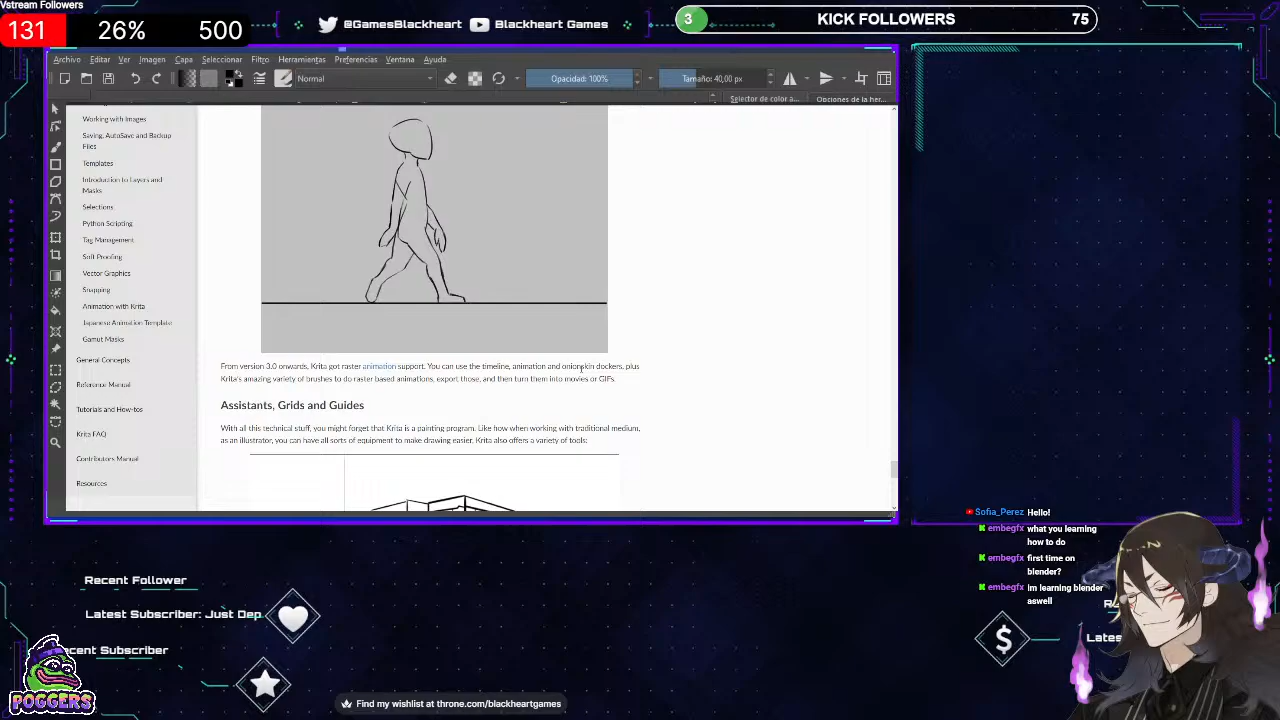 Vstream Followers
131 26% 500
@GamesBlackheart
Blackheart Games
3 KICK FOLLOWERS 75
Archivo Editar Ver Imagen Capa Seleccionar Filtro Herramientas Preferencias Ventana Ayuda
Normal Opacidad: 100% Tamaño: 40,00 px
Selector de color a... Opciones de la her...
Working with Images
Saving, AutoSave and Backup
Files
Templates
Introduction to Layers and
Masks
Selections
Python Scripting
Tag Management
Soft Proofing
Vector Graphics
Snapping
Animation with Krita
Japanese Animation Template
Gamut Masks
General Concepts
Reference Manual
Tutorials and How-tos
Krita FAQ
Contributors Manual
Resources
From version 3.0 onwards, Krita got raster animation support. You can use the timeline, animation and onionskin dockers, plus
Krita's amazing variety of brushes to do raster based animations, export those, and then turn them into movies or GIFs.
Assistants, Grids and Guides
With all this technical stuff, you might forget that Krita is a painting program. Like how when working with traditional medium,
as an illustrator, you can have all sorts of equipment to make drawing easier. Krita also offers a variety of tools:
Sofia_Perez Hello!
embegfx what you learning
how to do
embegfx first time on
blender?
embegfx Im learning blender
aswell
Recent Follower
Latest Subscriber: Just Dep
cent Subscriber
Lates
POGGERS
Find my wishlist at throne.com/blackheartgames